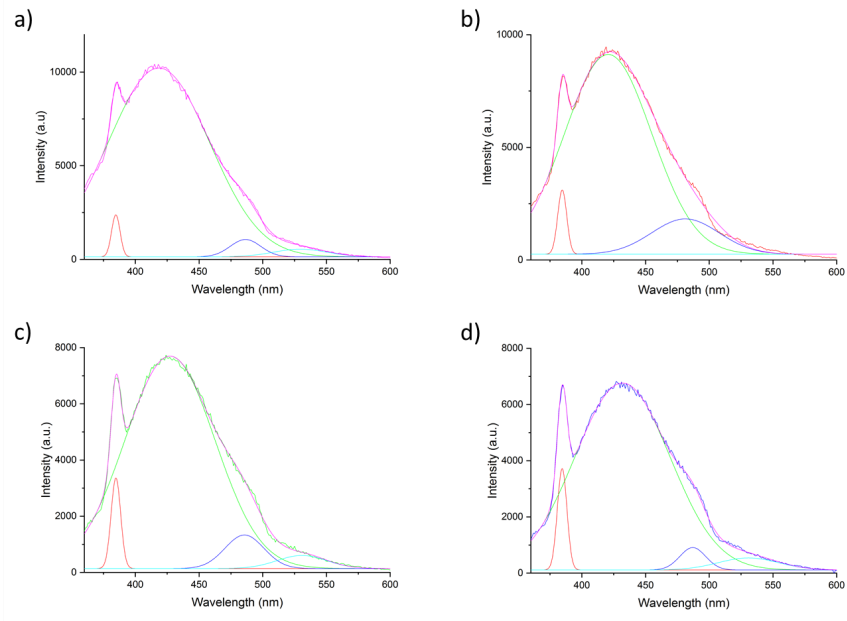 a)
10000
5000
0
Intensity (a.u)
400 450 500 550 600
Wavelength (nm)
b)
10000
5000
0
Intensity (a.u.)
400 450 500 550 600
Wavelength (nm)
c)
8000
6000
4000
2000
0
Intensity (a.u.)
400 450 500 550 600
Wavelength (nm)
d)
8000
6000
4000
2000
0
Intensity (a.u.)
400 450 500 550 600
Wavelength (nm)